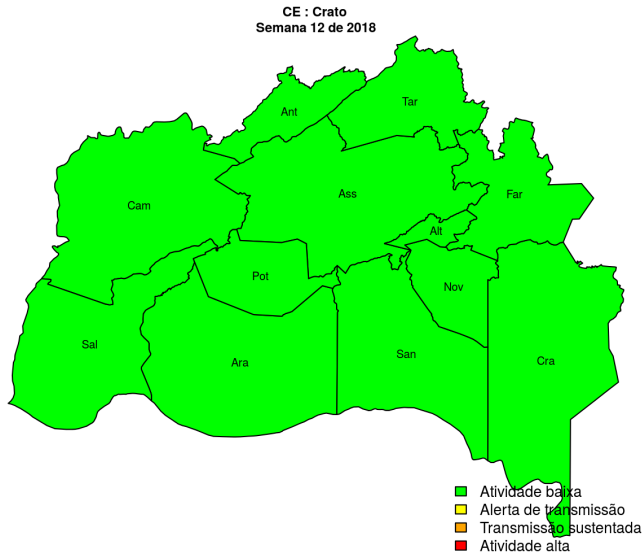 CE : Crato
Semana 12 de 2018
Tar
Ant
Ass
Far
Cam
Alt
Pot
Nov
Sal
San
Cra
Ara
Atividade baixa
Alerta de transmissão
Transmissão sustentada
Atividade alta